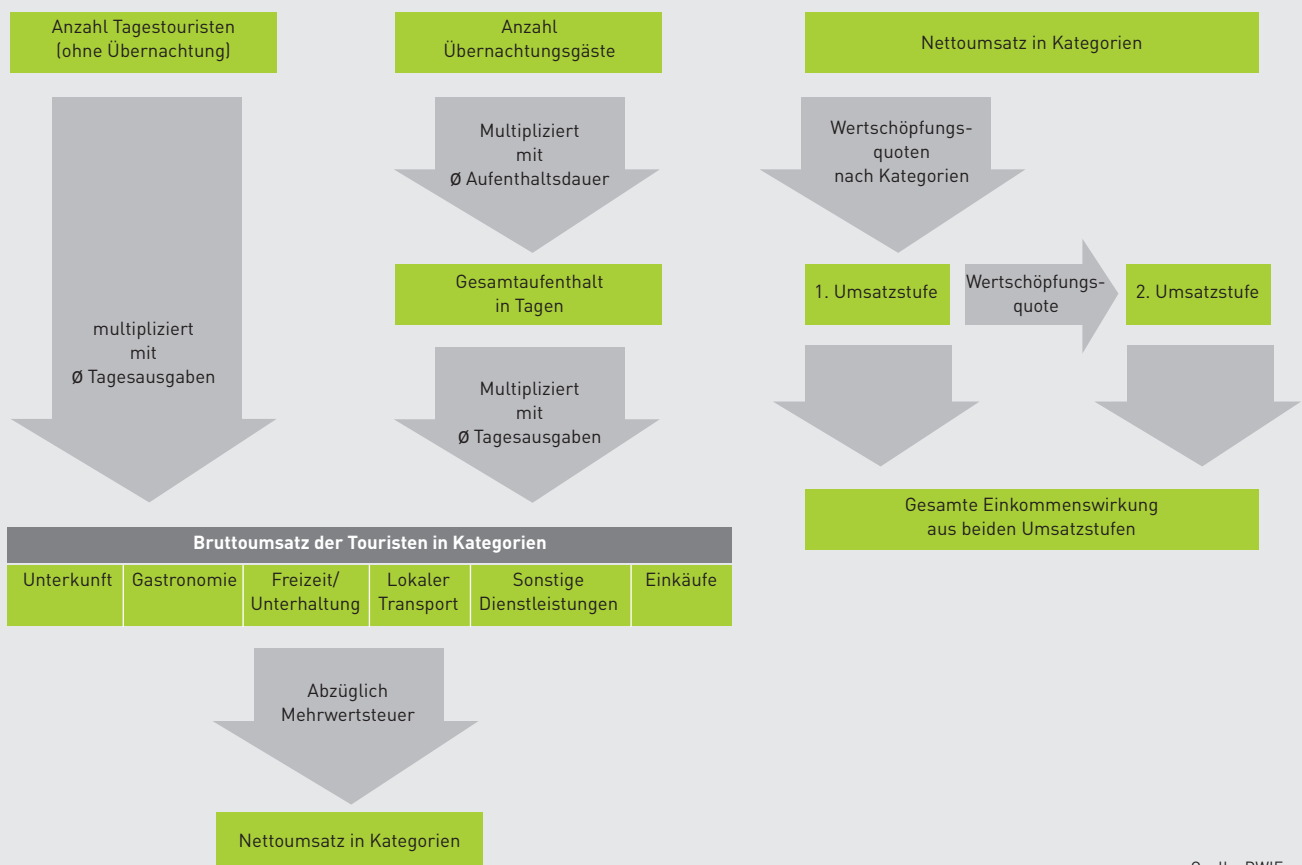 Anzahl Tagestouristen
(ohne Übernachtung)
multipliziert
mit
Ø Tagesausgaben
Anzahl
Übernachtungsgäste
Multipliziert
mit
Ø Aufenthaltsdauer
Gesamtaufenthalt
in Tagen
Multipliziert
mit
Ø Tagesausgaben
Bruttoumsatz der Touristen in Kategorien
Unterkunft
Gastronomie
Freizeit/
Unterhaltung
Lokaler
Transport
Sonstige
Dienstleistungen
Einkäufe
Abzüglich
Mehrwertsteuer
Nettoumsatz in Kategorien
Nettoumsatz in Kategorien
Wertschöpfungs-
quoten
nach Kategorien
1. Umsatzstufe
Wertschöpfungs-
quote
2. Umsatzstufe
Gesamte Einkommenswirkung
aus beiden Umsatzstufen